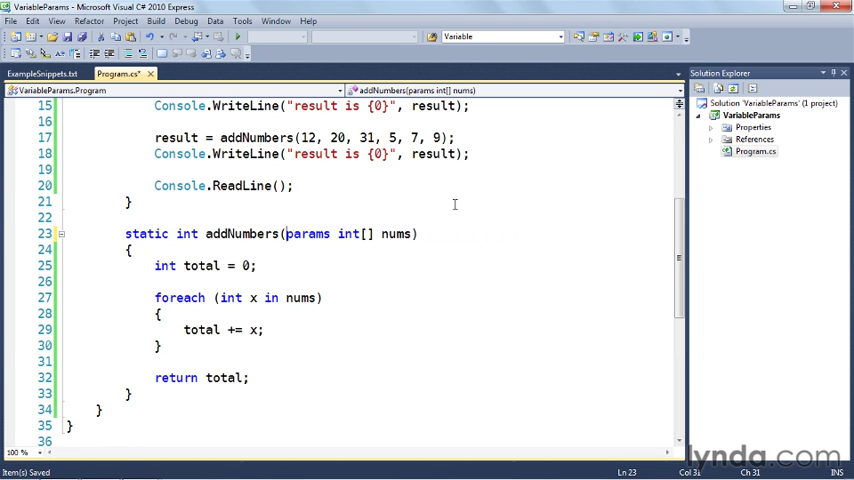 VariableParams - Microsoft Visual C# 2010 Express
File Edit View Refactor Project Build Debug Data Tools Window Help
Variable
ExampleSnippets.txt Program.cs*
VariableParams.Program addNumbers(params int[] nums)
15 Console.WriteLine("result is {0}", result);
16
17 result = addNumbers(12, 20, 31, 5, 7, 9);
18 Console.WriteLine("result is {0}", result);
19
20 Console.ReadLine();
21 }
22
23 static int addNumbers(params int[] nums)
24 {
25 int total = 0;
26
27 foreach (int x in nums)
28 {
29 total += x;
30 }
31
32 return total;
33 }
34 }
35 }
36
100 %
Solution Explorer
Solution 'VariableParams' (1 project)
VariableParams
Properties
References
Program.cs
Item(s) Saved Ln 23 Col 31 Ch 31 INS
lynda.com